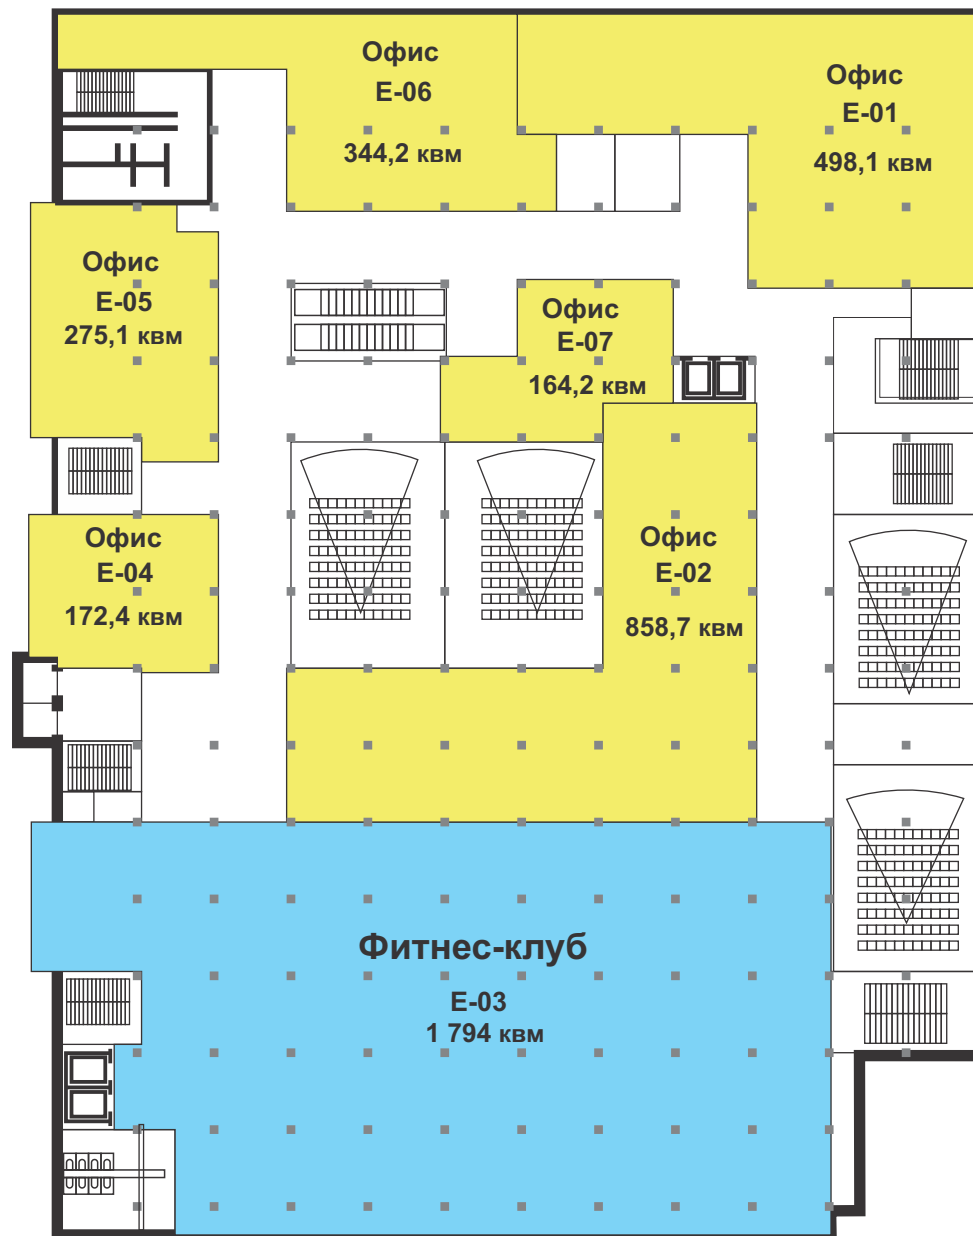 Офис
Е-06
344,2 квм
Офис
Е-01
498,1 квм
Офис
Е-05
275,1 квм
Офис
Е-07
164,2 квм
Офис
Е-04
172,4 квм
Офис
Е-02
858,7 квм
Фитнес-клуб
Е-03
1 794 квм